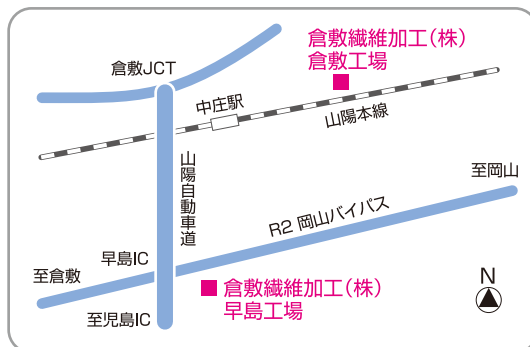 倉敷繊維加工(株)
倉敷工場
倉敷JCT
中庄駅
山陽本線
山陽自動車道
至岡山
R2 岡山バイパス
早島IC
至倉敷
倉敷繊維加工(株)
早島工場
至児島IC
N